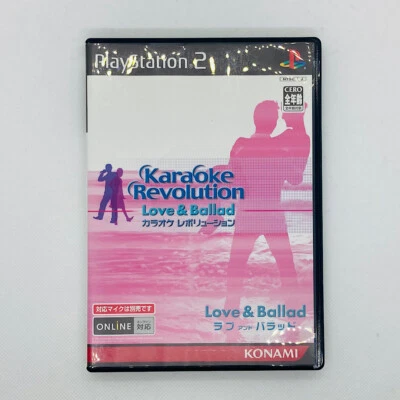 PlayStation 2
CERO
全年齢
Karaoke
Revolution
Love & Ballad
カラオケ レボリューション
対応マイクは別売です
ONLINE
対応
Love & Ballad
ラブ アンド バラッド
KONAMI